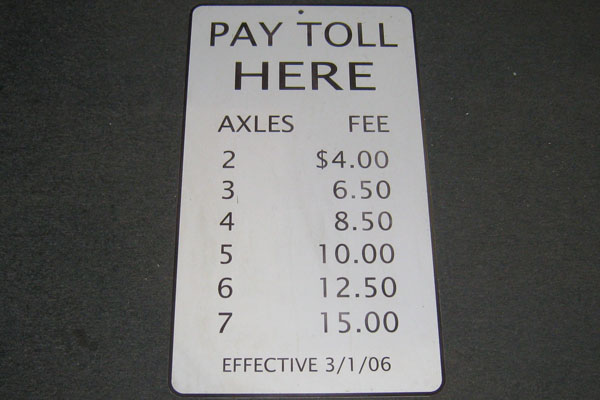 PAY TOLL
HERE
AXLES FEE
2 $4.00
3 6.50
4 8.50
5 10.00
6 12.50
7 15.00
EFFECTIVE 3/1/06